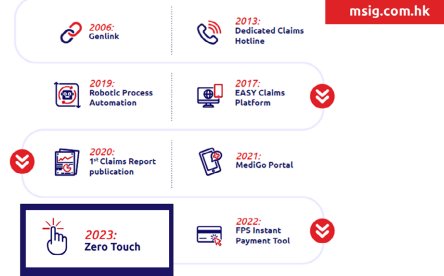 msig.com.hk
2006:
Genlink
2013:
Dedicated Claims
Hotline
2019:
Robotic Process
Automation
2017:
EASY Claims
Platform
2020:
1st Claims Report
publication
2021:
MediGo Portal
2023:
Zero Touch
2022:
FPS Instant
Payment Tool